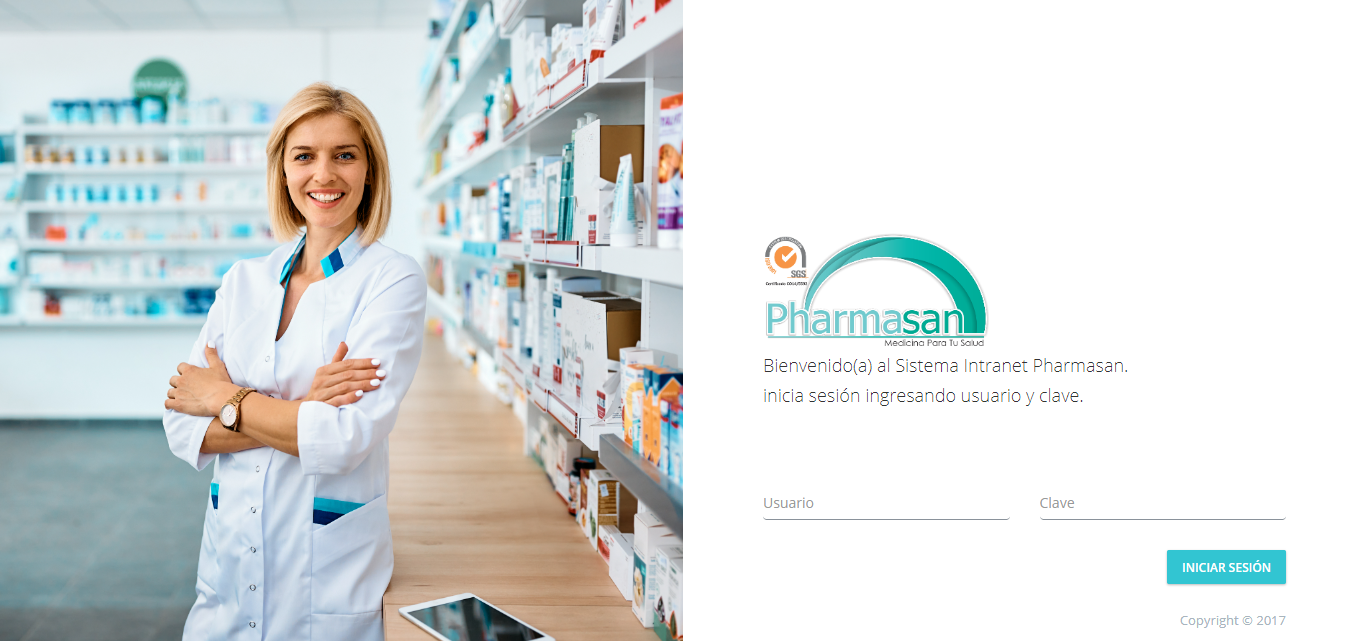 SGS
Pharmasan
Medicina Para Tu Salud
Bienvenido(a) al Sistema Intranet Pharmasan.
inicia sesión ingresando usuario y clave.
Usuario
Clave
INICIAR SESIÓN
Copyright © 2017